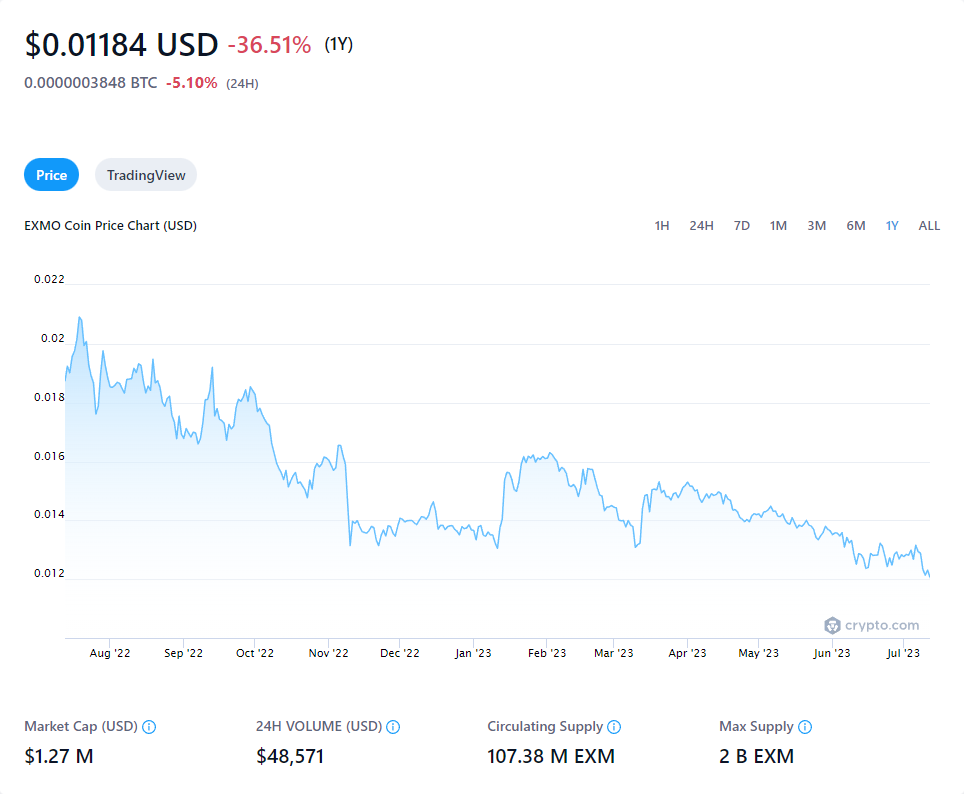 $0.01184 USD -36.51% (1Y)
0.0000003848 BTC -5.10% (24H)
Price TradingView
EXMO Coin Price Chart (USD) 1H 24H 7D 1M 3M 6M 1Y ALL
0.022
0.02
0.018
0.016
0.014
0.012
crypto.com
Aug '22 Sep '22 Oct '22 Nov '22 Dec '22 Jan '23 Feb '23 Mar '23 Apr '23 May '23 Jun '23 Jul '23
Market Cap (USD) 24H VOLUME (USD) Circulating Supply Max Supply
$1.27 M $48,571 107.38 M EXM 2 B EXM